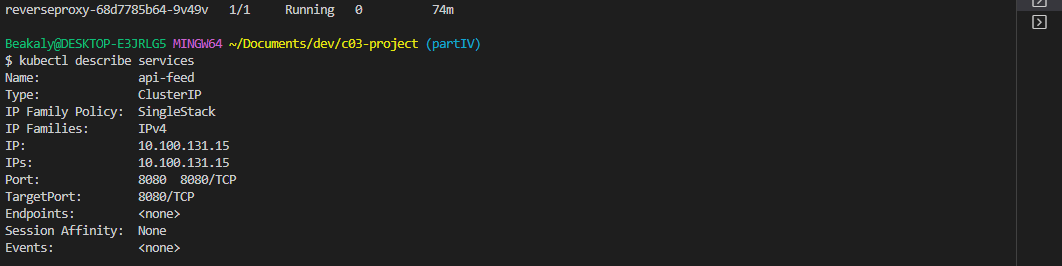 reverseproxy-68d7785b64-9v49v   1/1     Running   0          74m
Beakaly@DESKTOP-E3JRLG5 MINGW64 ~/Documents/dev/c03-project (partIV)
$ kubectl describe services
Name:              api-feed
Type:              ClusterIP
IP Family Policy:  SingleStack
IP Families:       IPv4
IP:                10.100.131.15
IPs:               10.100.131.15
Port:              8080  8080/TCP
TargetPort:        8080/TCP
Endpoints:         <none>
Session Affinity:  None
Events:            <none>